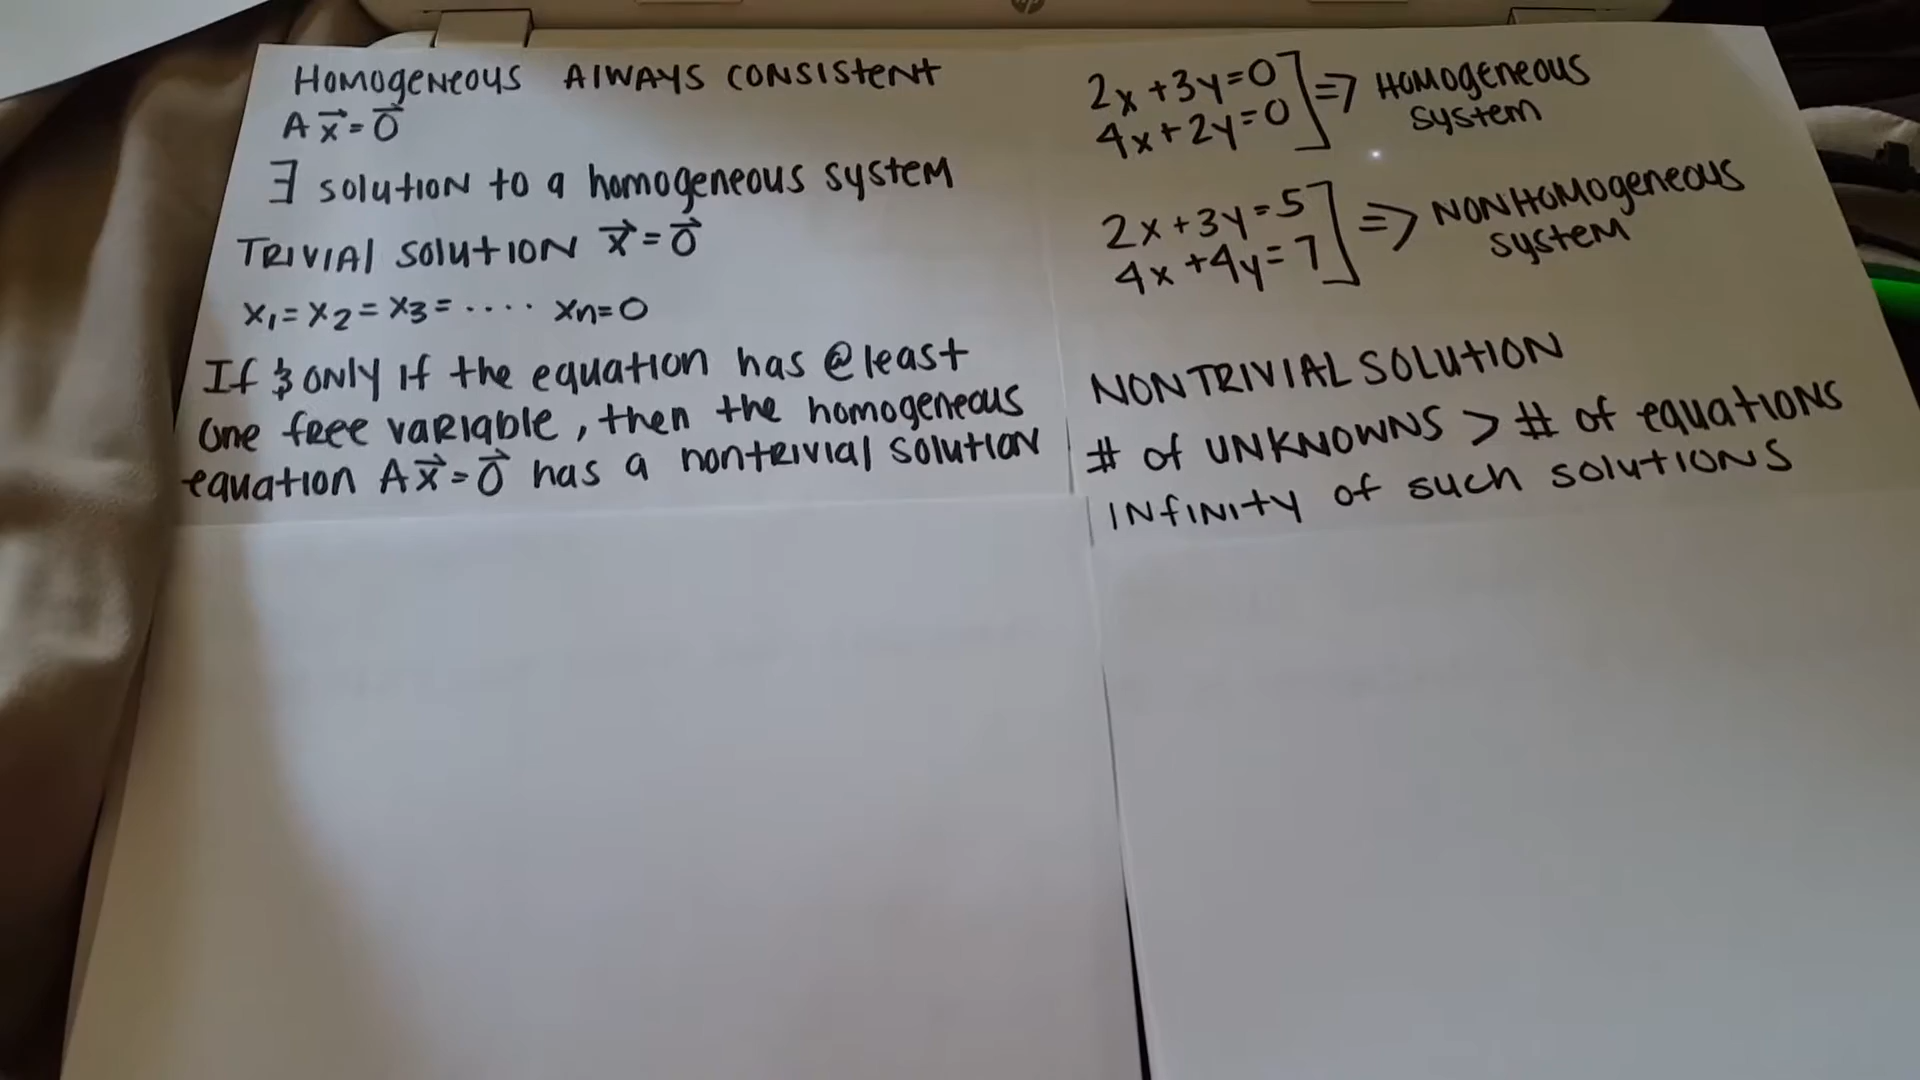 Homogeneous Always consistent
A x⃗ = 0⃗
∃ solution to a homogeneous system
Trivial solution x⃗ = 0⃗
x₁ = x₂ = x₃ = ..... xn = 0
If & only if the equation has @least
one free variable, then the homogeneous
equation A x⃗ = 0⃗ has a nontrivial solution
2x + 3y = 0 ] => Homogeneous
4x + 2y = 0 system
2x + 3y = 5 ] => Nonhomogeneous
4x + 4y = 7 system
Nontrivial solution
# of unknowns > # of equations
infinity of such solutions
hp